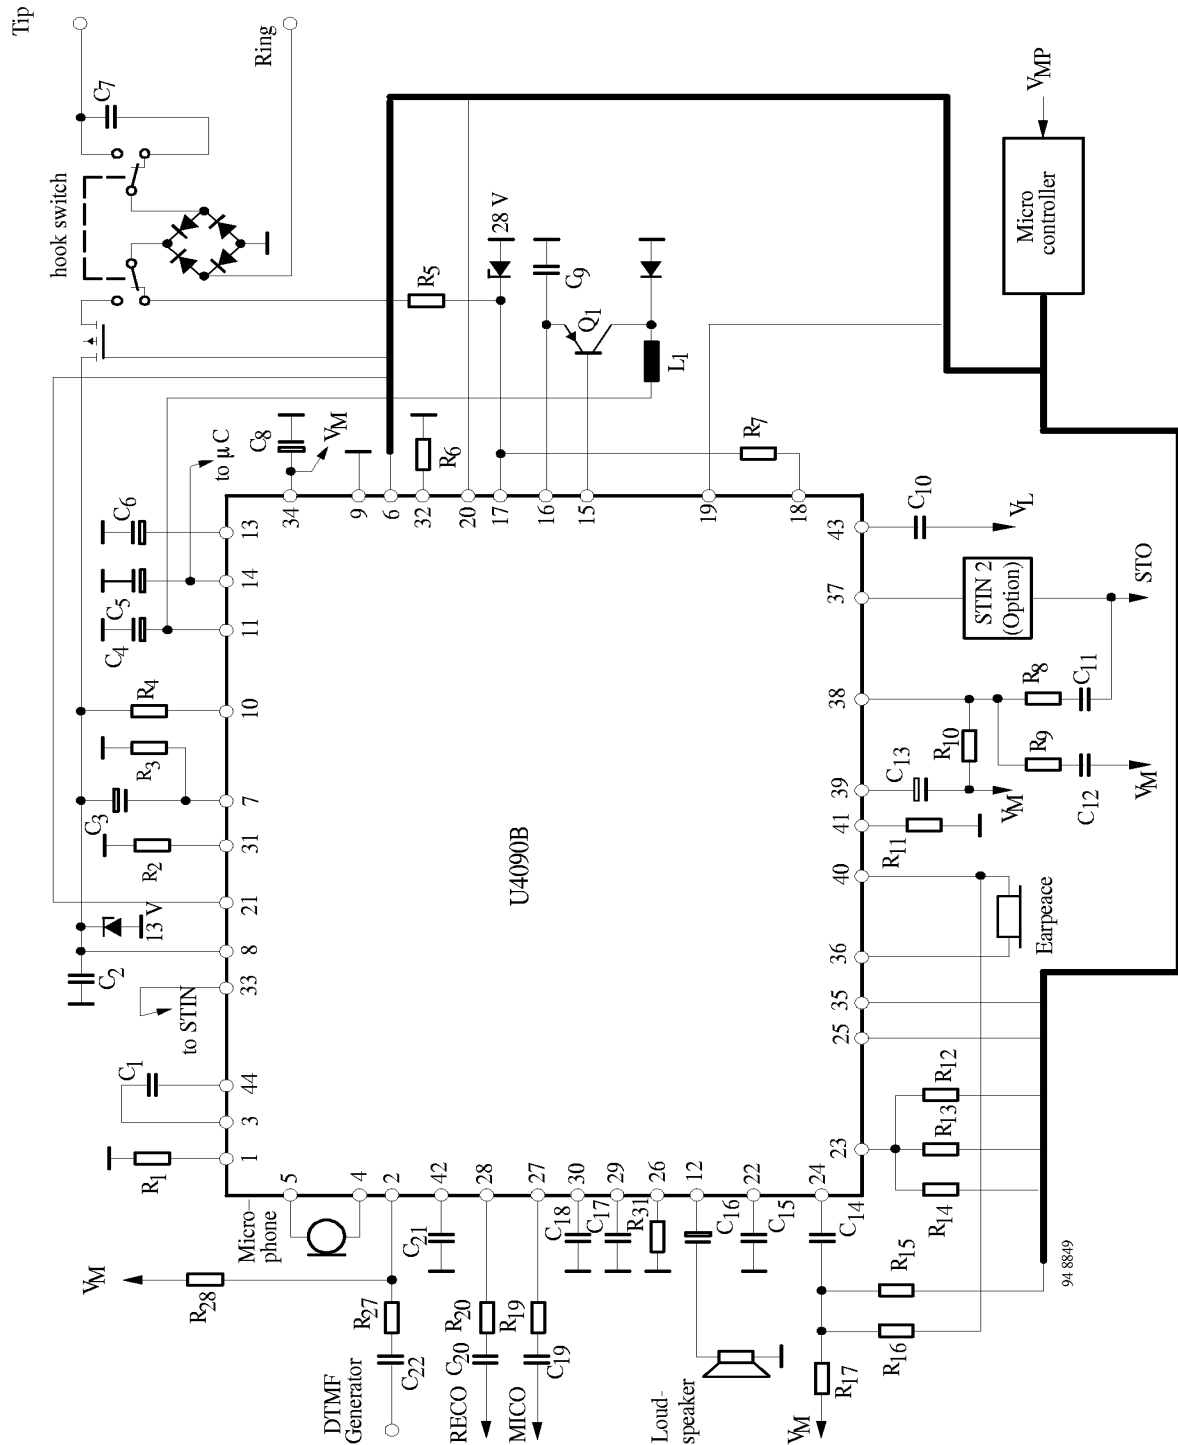 Tip
Ring
C7
hook switch
R5
28 V
C9
Q1
L1
VMP
Micro
controller
to µ C
C8
VM
R6
R7
C6
C5
C4
R4
R3
C3
R2
13 V
C2
to STIN
C1
R1
13
14
11
10
7
31
21
8
33
44
3
1
34
9
6
32
20
17
16
15
19
18
U4090B
5
4
2
42
28
27
30
29
26
12
22
24
43
37
38
39
41
40
36
35
25
23
Micro-
phone
VM
R28
R27
C22
DTMF
Generator
C21
R20
C20
RECO
R19
C19
MICO
C18
C17
R31
C16
C15
C14
Loud-
speaker
R17
VM
R16
R15
R14
R13
R12
94 8849
Earpeace
R11
C13
VM
R10
R9
C12
VM
R8
C11
STIN 2
(Option)
STO
C10
VL